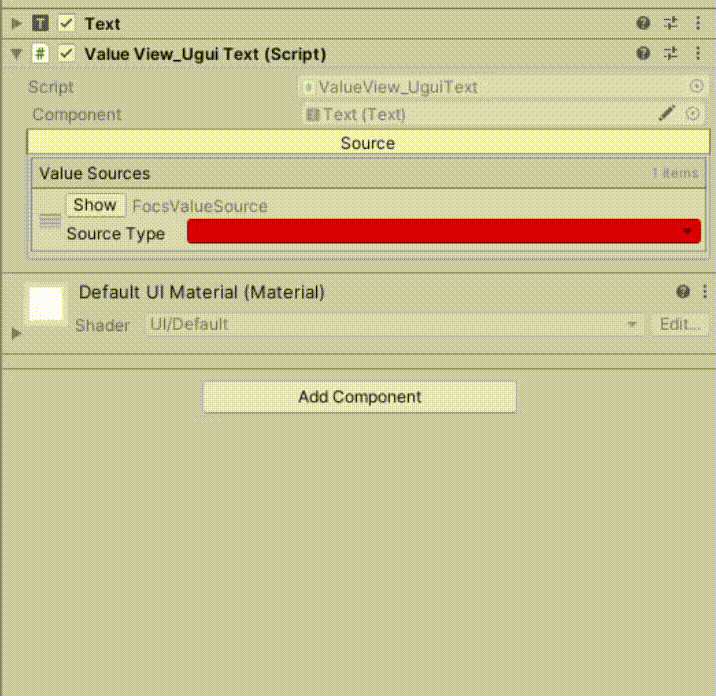 Text
Value View_Ugui Text (Script)
Script
ValueView_UguiText
Component
Text (Text)
Source
Value Sources
1 items
Show
FocsValueSource
Source Type
Default UI Material (Material)
Shader
UI/Default
Edit...
Add Component